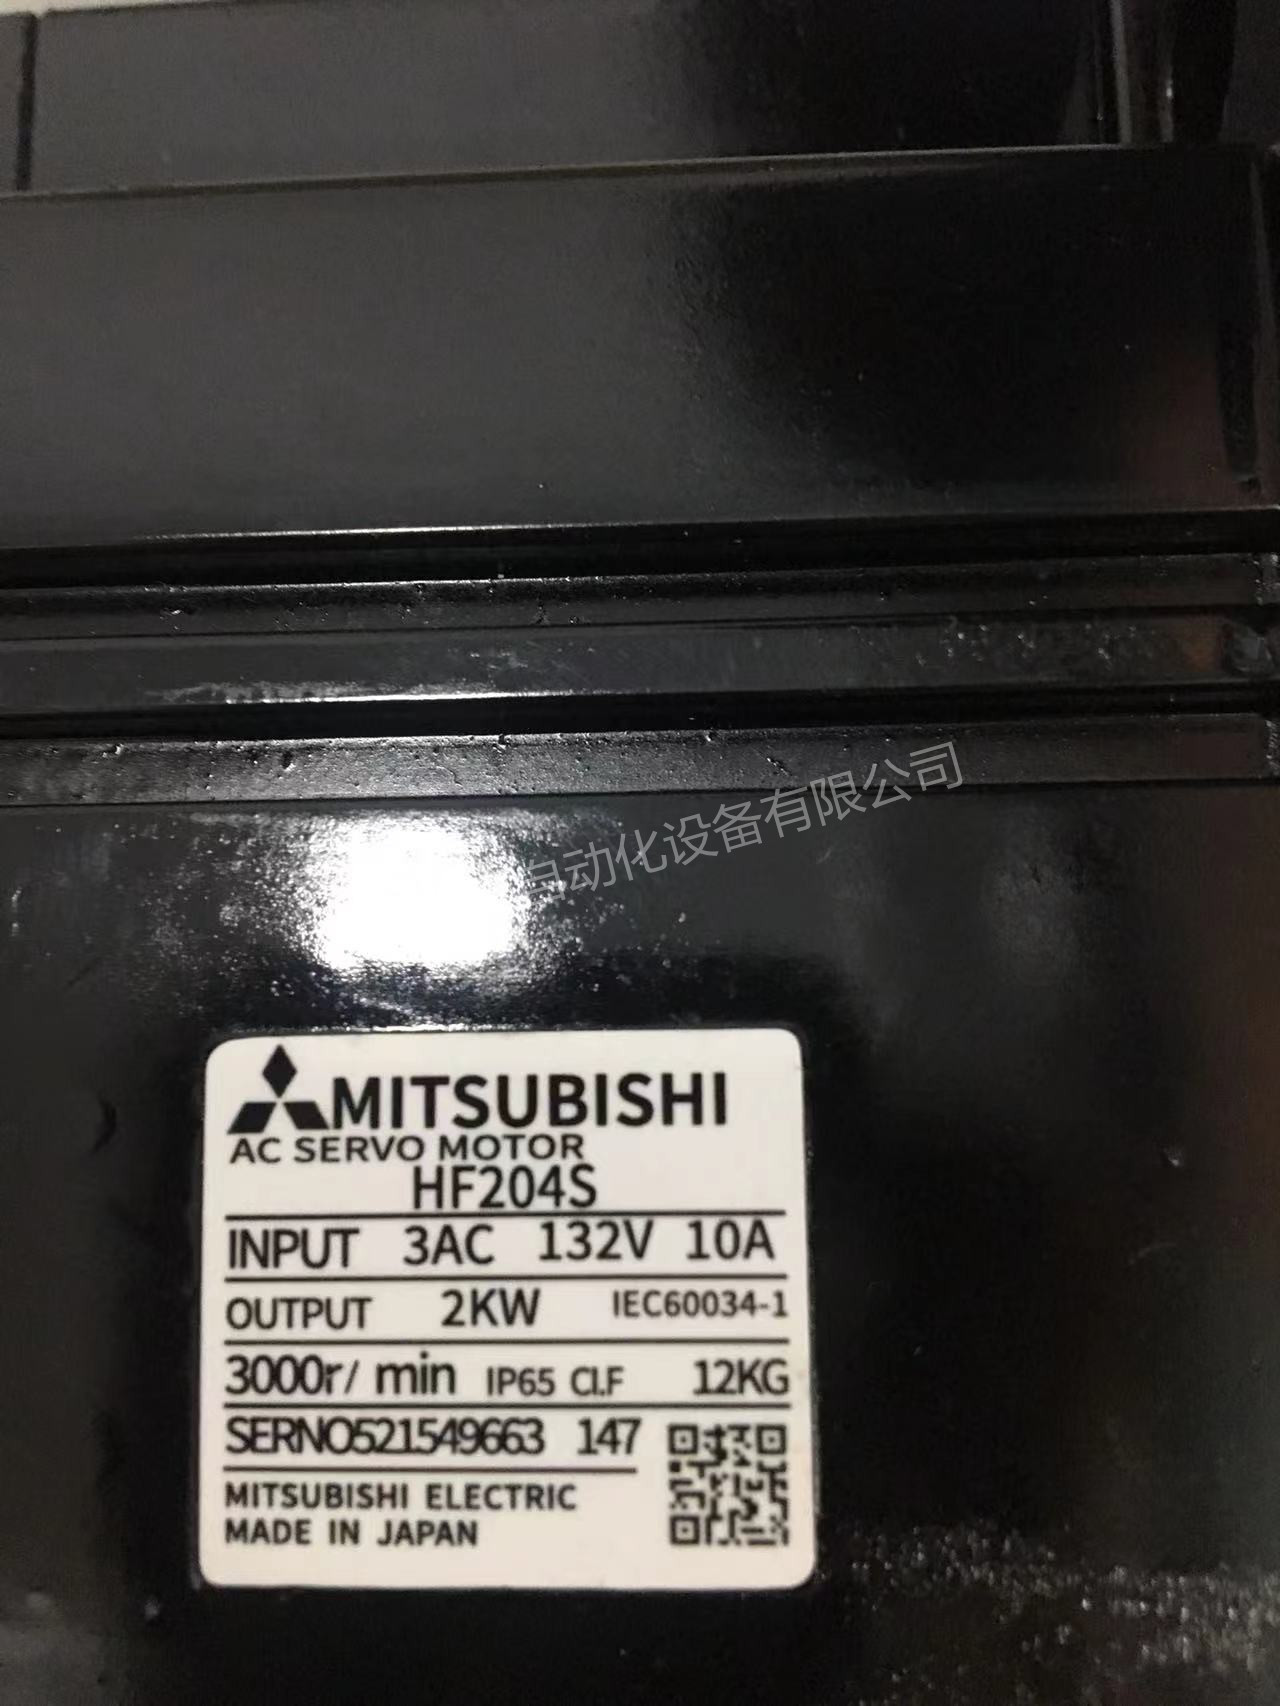 自动化设备有限公司
MITSUBISHI
AC SERVO MOTOR
HF204S
INPUT 3AC 132V 10A
OUTPUT 2KW IEC60034-1
3000r/ min IP65 CI.F 12KG
SERNO521549663 147
MITSUBISHI ELECTRIC
MADE IN JAPAN